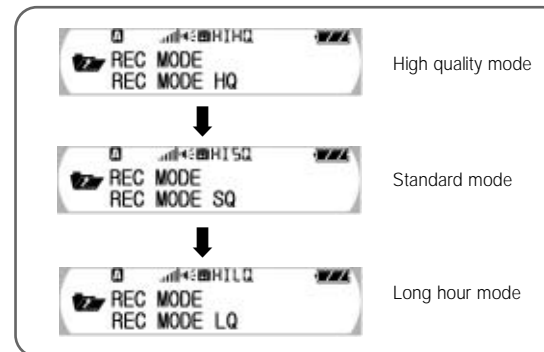 A HIHQ
REC MODE
REC MODE HQ
High quality mode
A HISQ
REC MODE
REC MODE SQ
Standard mode
A HILQ
REC MODE
REC MODE LQ
Long hour mode